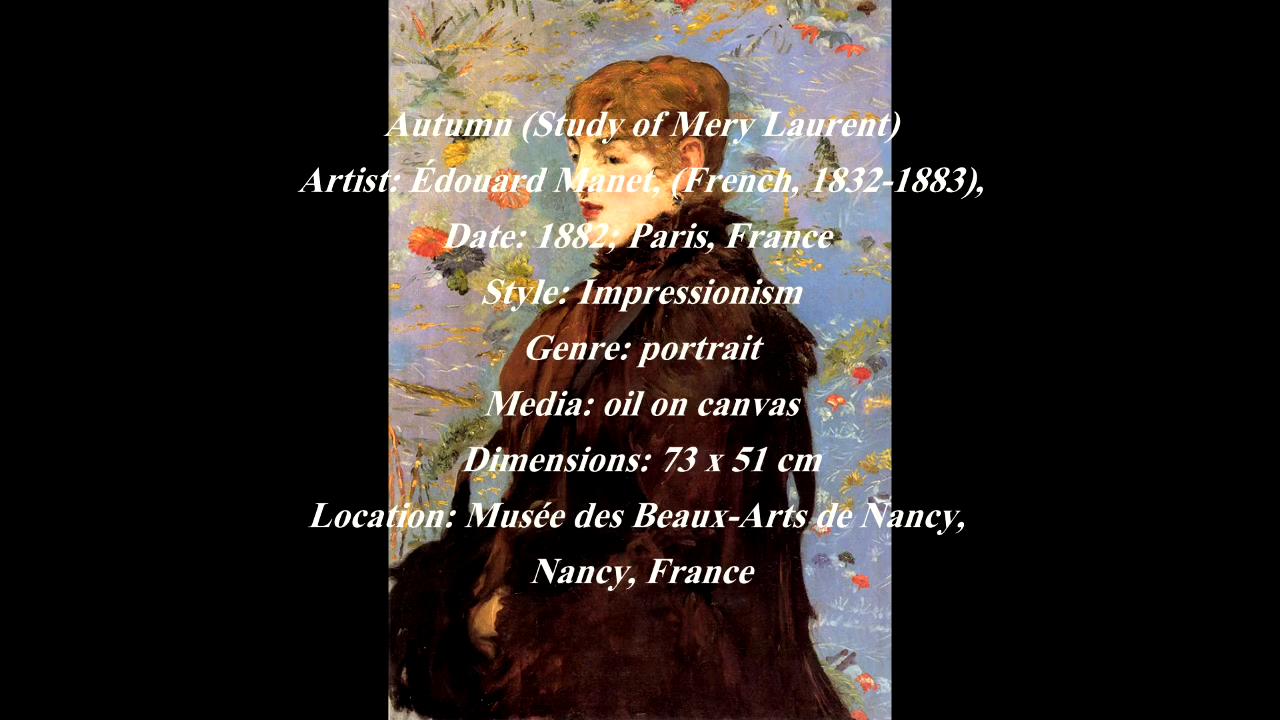 Autumn (Study of Mery Laurent)
Artist: Édouard Manet, (French, 1832-1883),
Date: 1882; Paris, France
Style: Impressionism
Genre: portrait
Media: oil on canvas
Dimensions: 73 x 51 cm
Location: Musée des Beaux-Arts de Nancy,
Nancy, France